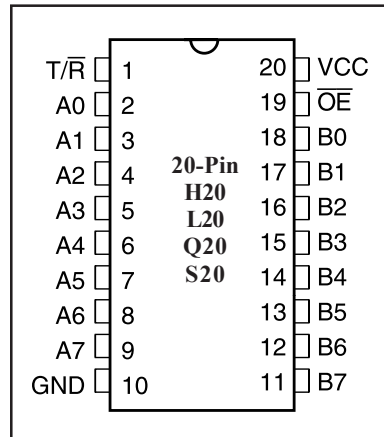 T/R̅ 1 20 VCC
A0 2 19 O̅E̅
A1 3 18 B0
A2 4 20-Pin 17 B1
H20
A3 5 16 B2
L20
A4 6 Q20 15 B3
A5 7 S20 14 B4
A6 8 13 B5
A7 9 12 B6
GND 10 11 B7